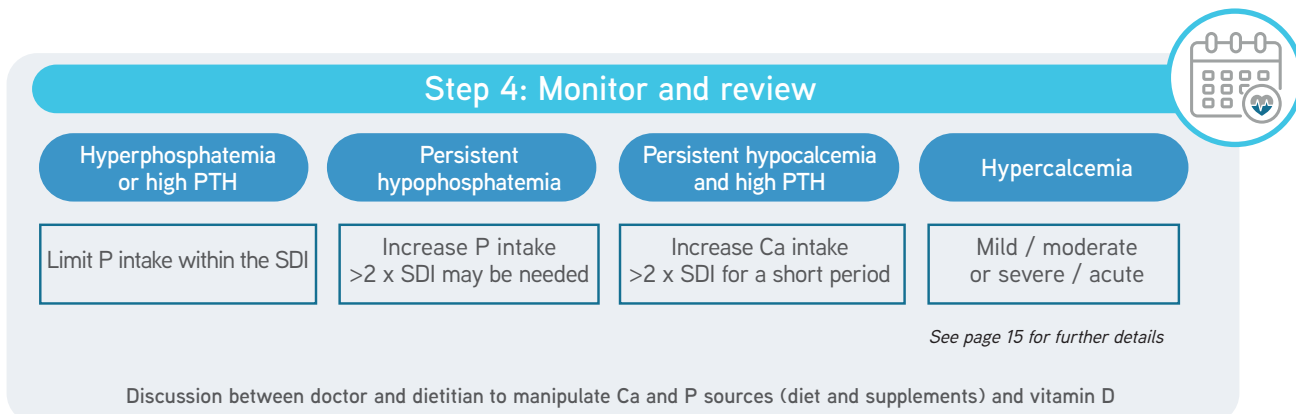 Step 4: Monitor and review
Hyperphosphatemia
or high PTH
Persistent
hypophosphatemia
Persistent hypocalcemia
and high PTH
Hypercalcemia
Limit P intake within the SDI
Increase P intake
>2 x SDI may be needed
Increase Ca intake
>2 x SDI for a short period
Mild / moderate
or severe / acute
See page 15 for further details
Discussion between doctor and dietitian to manipulate Ca and P sources (diet and supplements) and vitamin D